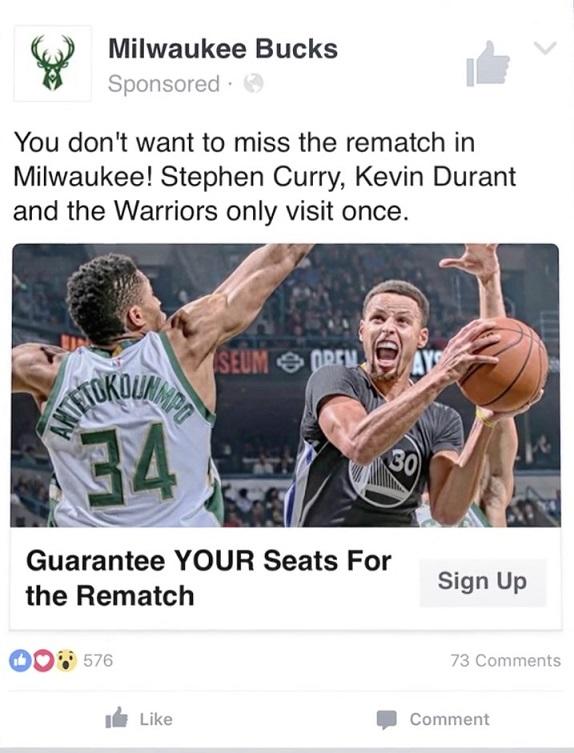 Milwaukee Bucks
Sponsored ·
You don't want to miss the rematch in
Milwaukee! Stephen Curry, Kevin Durant
and the Warriors only visit once.
SEUM OPEN AYS
ANTETOKOUNMPO
34
30
Guarantee YOUR Seats For
the Rematch
Sign Up
576
73 Comments
Like
Comment